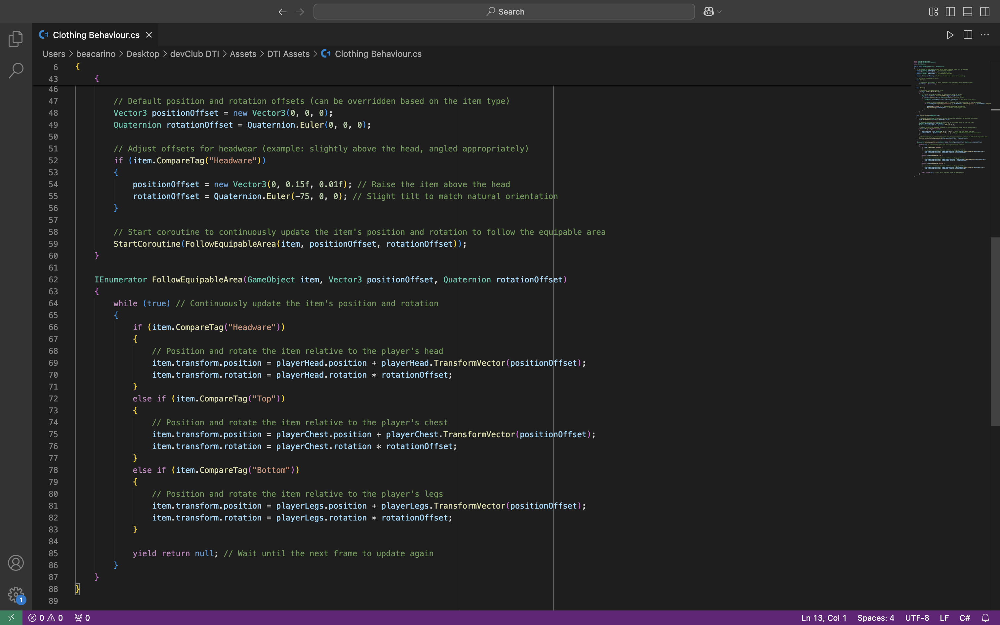 Search
Clothing Behaviour.cs
Users > beacarino > Desktop > devClub DTI > Assets > DTI Assets > Clothing Behaviour.cs
6 {
43 {
46
47 // Default position and rotation offsets (can be overridden based on the item type)
48 Vector3 positionOffset = new Vector3(0, 0, 0);
49 Quaternion rotationOffset = Quaternion.Euler(0, 0, 0);
50
51 // Adjust offsets for headwear (example: slightly above the head, angled appropriately)
52 if (item.CompareTag("Headware"))
53 {
54 positionOffset = new Vector3(0, 0.15f, 0.01f); // Raise the item above the head
55 rotationOffset = Quaternion.Euler(-75, 0, 0); // Slight tilt to match natural orientation
56 }
57
58 // Start coroutine to continuously update the item's position and rotation to follow the equipable area
59 StartCoroutine(FollowEquipableArea(item, positionOffset, rotationOffset));
60 }
61
62 IEnumerator FollowEquipableArea(GameObject item, Vector3 positionOffset, Quaternion rotationOffset)
63 {
64 while (true) // Continuously update the item's position and rotation
65 {
66 if (item.CompareTag("Headware"))
67 {
68 // Position and rotate the item relative to the player's head
69 item.transform.position = playerHead.position + playerHead.TransformVector(positionOffset);
70 item.transform.rotation = playerHead.rotation * rotationOffset;
71 }
72 else if (item.CompareTag("Top"))
73 {
74 // Position and rotate the item relative to the player's chest
75 item.transform.position = playerChest.position + playerChest.TransformVector(positionOffset);
76 item.transform.rotation = playerChest.rotation * rotationOffset;
77 }
78 else if (item.CompareTag("Bottom"))
79 {
80 // Position and rotate the item relative to the player's legs
81 item.transform.position = playerLegs.position + playerLegs.TransformVector(positionOffset);
82 item.transform.rotation = playerLegs.rotation * rotationOffset;
83 }
84
85 yield return null; // Wait until the next frame to update again
86 }
87 }
88 }
89
1
0 0 0 Ln 13, Col 1 Spaces: 4 UTF-8 LF C#